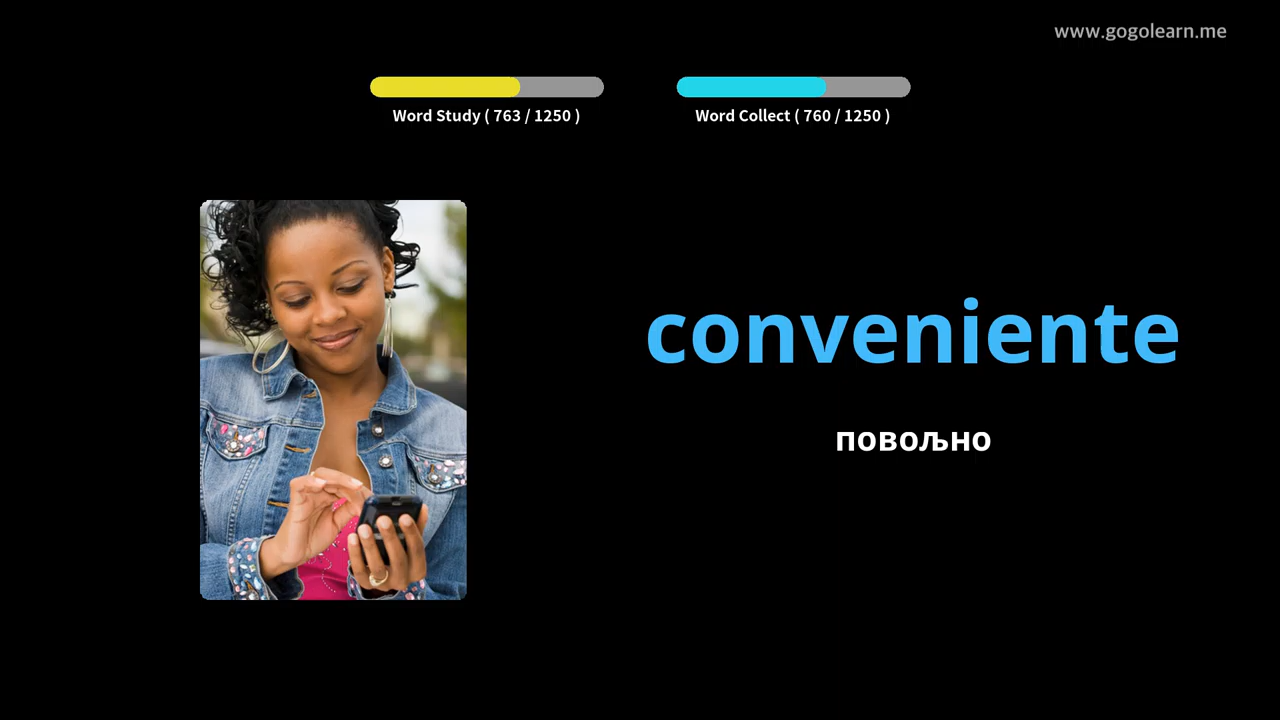 www.gogolearn.me
Word Study ( 763 / 1250 )
Word Collect ( 760 / 1250 )
conveniente
повољно